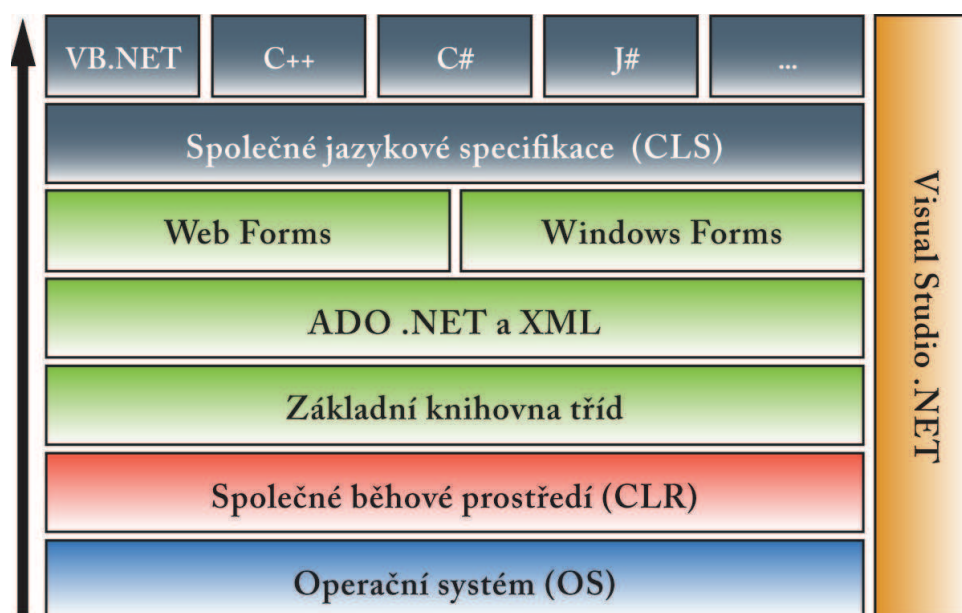 VB.NET
C++
C#
J#
...
Společné jazykové specifikace (CLS)
Web Forms
Windows Forms
ADO .NET a XML
Základní knihovna tříd
Společné běhové prostředí (CLR)
Operační systém (OS)
Visual Studio .NET